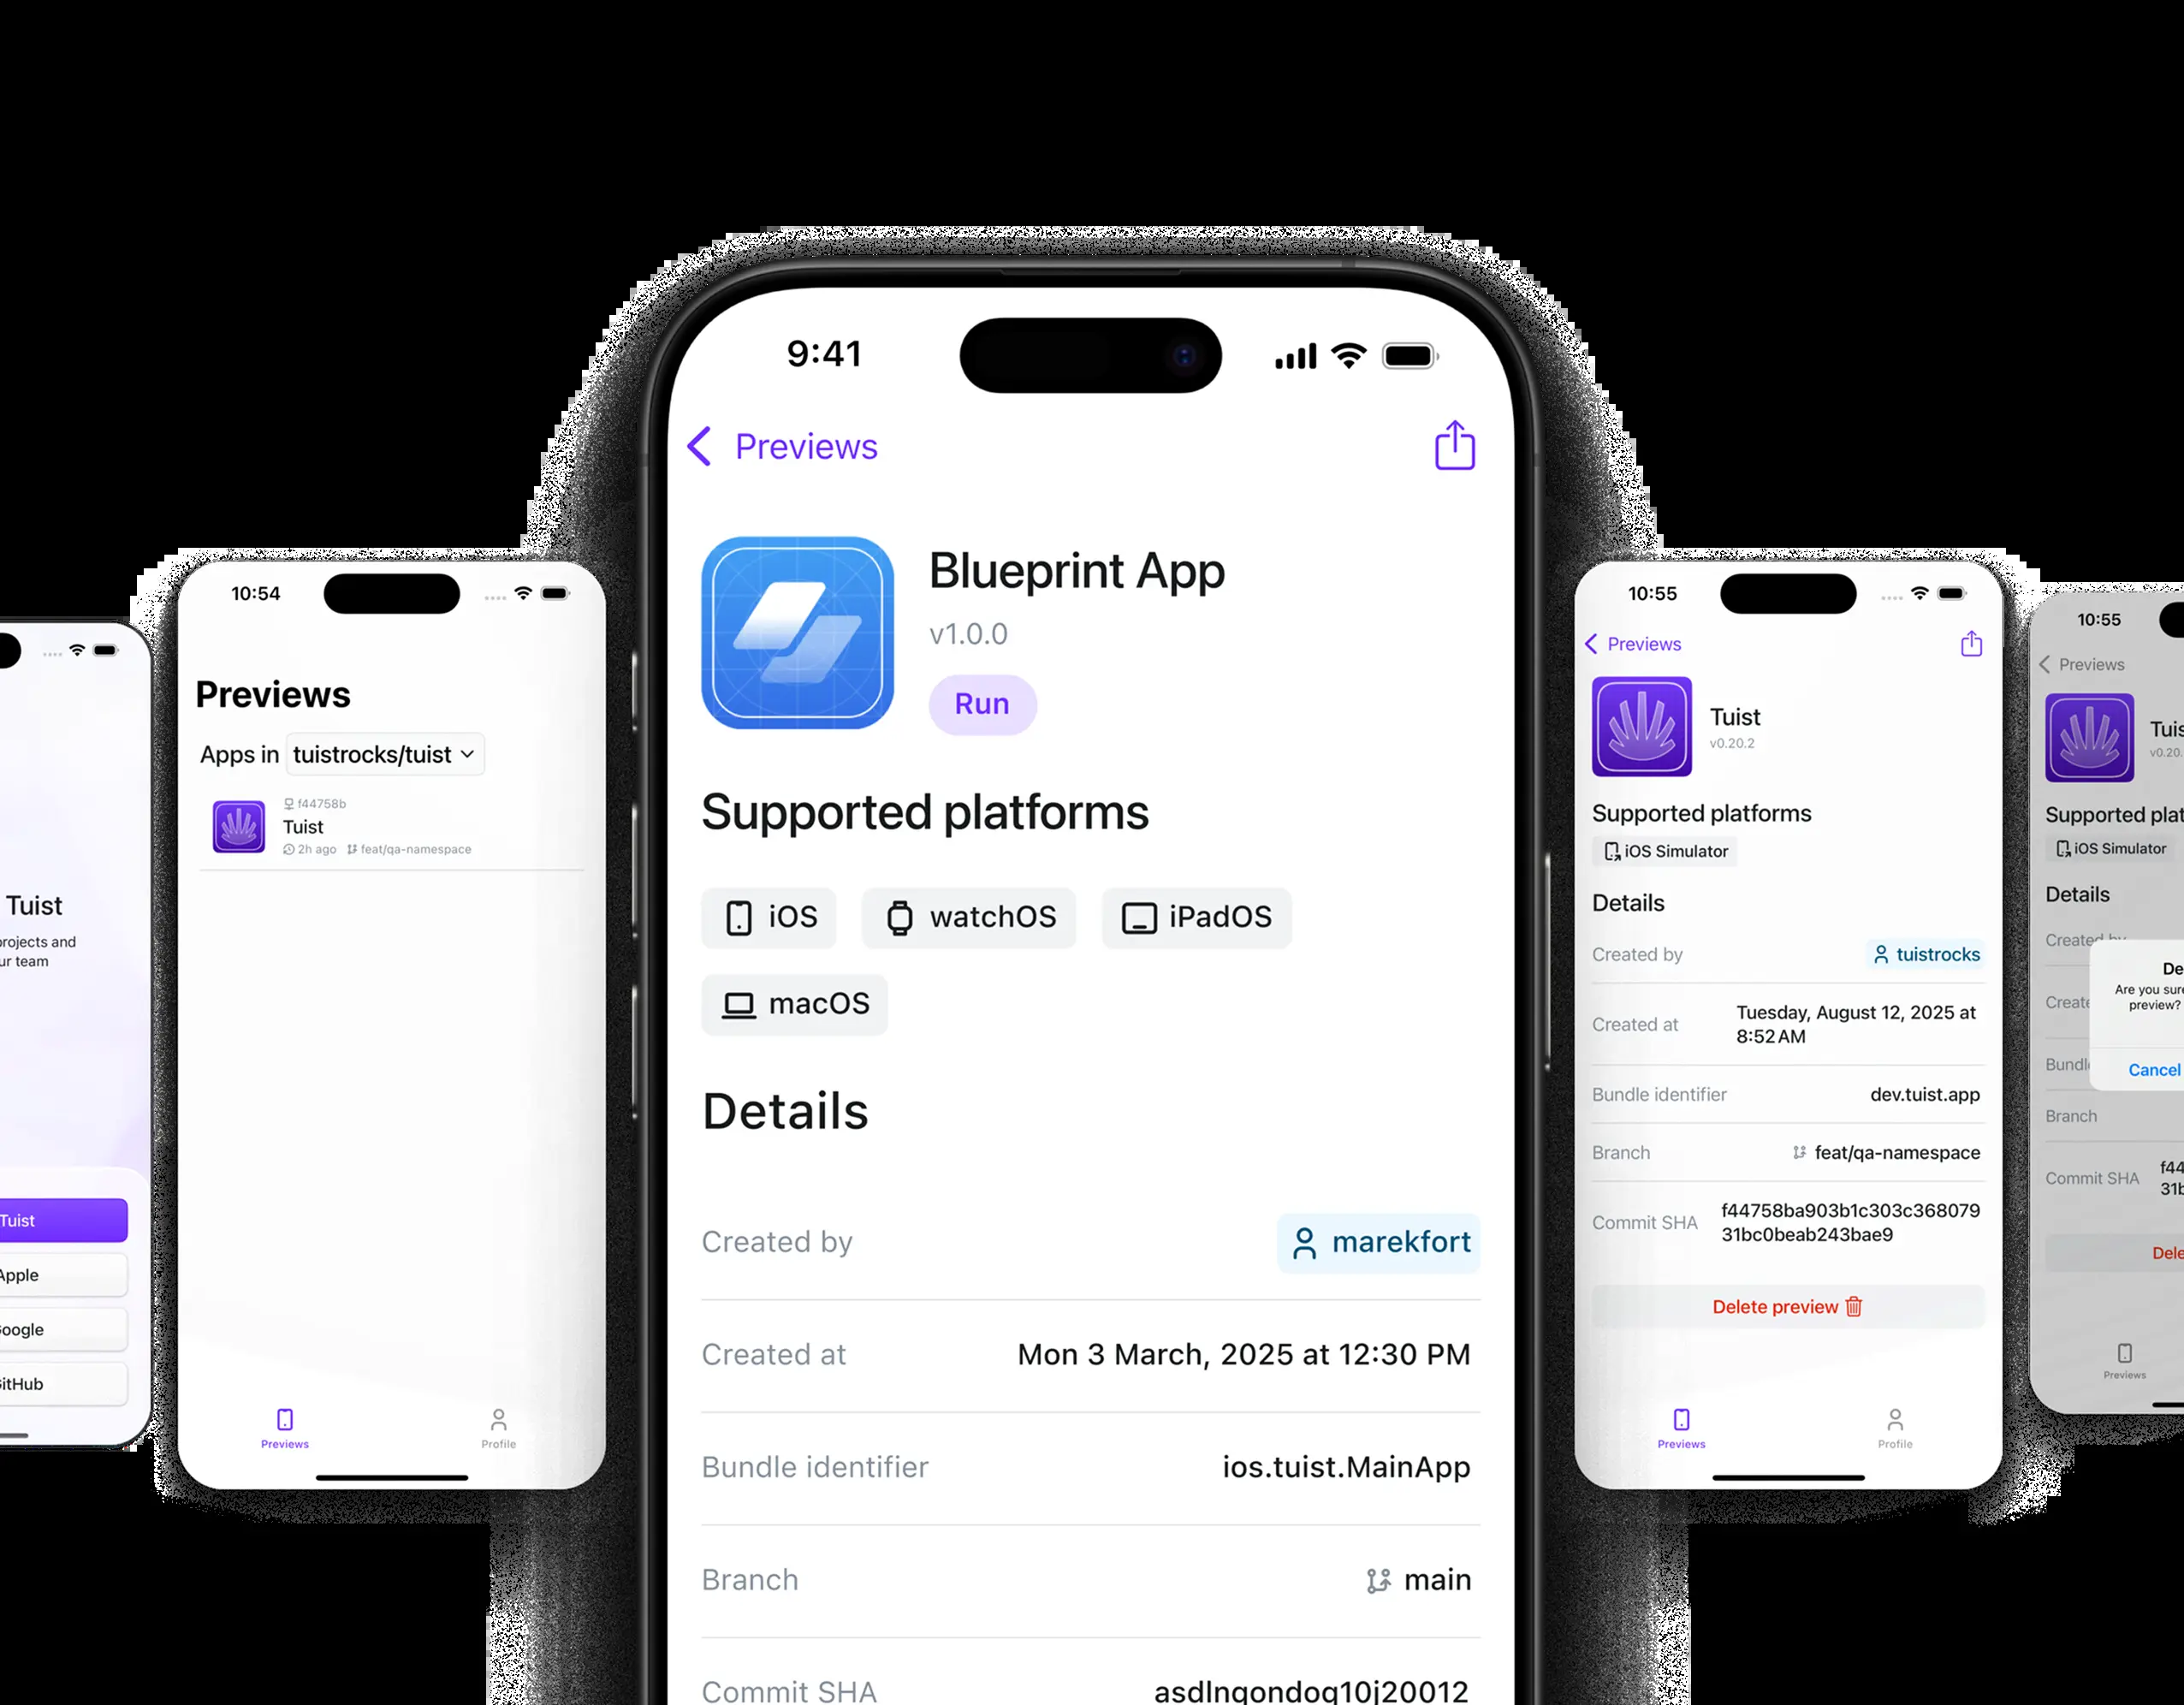 Tuist
projects and
ur team
Tuist
Apple
Google
GitHub
10:54
Previews
Apps in tuistrocks/tuist
f44758b
Tuist
2h ago feat/qa-namespace
Previews Profile
9:41
Previews
Blueprint App
v1.0.0
Run
Supported platforms
iOS watchOS iPadOS
macOS
Details
Created by marekfort
Created at Mon 3 March, 2025 at 12:30 PM
Bundle identifier ios.tuist.MainApp
Branch main
Commit SHA asdlnqondoq10j20012
10:55
Previews
Tuist
v0.20.2
Supported platforms
iOS Simulator
Details
Created by tuistrocks
Created at Tuesday, August 12, 2025 at
8:52 AM
Bundle identifier dev.tuist.app
Branch feat/qa-namespace
Commit SHA f44758ba903b1c303c368079
31bc0beab243bae9
Delete preview
Previews Profile
10:55
Previews
Tuis
v0.20.
Supported plat
iOS Simulator
Details
Created by
De
Are you sure
Create
preview?
Bundl
Cancel
Branch
Commit SHA f44
31b
Dele
Previews